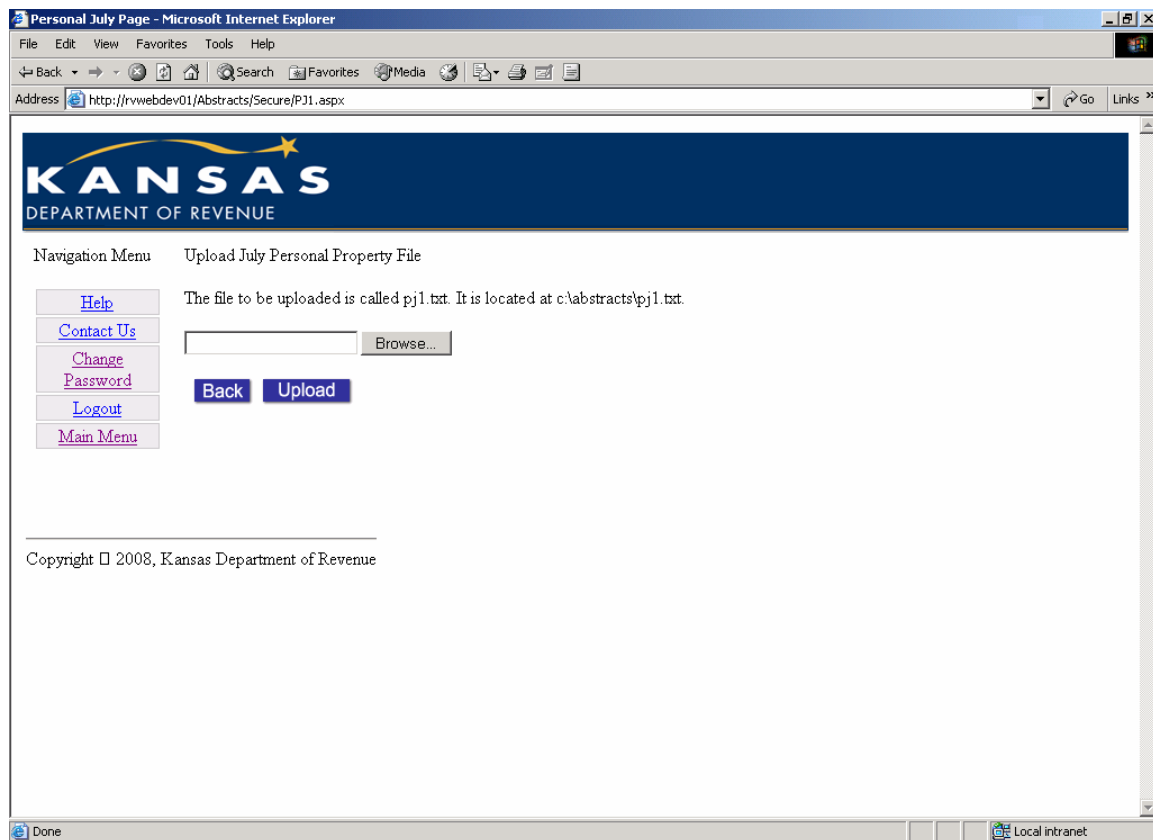 Personal July Page - Microsoft Internet Explorer
File Edit View Favorites Tools Help
Back Search Favorites Media
Address http://rvwebdev01/Abstracts/Secure/PJ1.aspx Go Links »
KANSAS
DEPARTMENT OF REVENUE
Navigation Menu
Upload July Personal Property File
Help
The file to be uploaded is called pj1.txt. It is located at c:\abstracts\pj1.txt.
Contact Us
Browse...
Change
Password
Back Upload
Logout
Main Menu
Copyright □ 2008, Kansas Department of Revenue
Done Local intranet